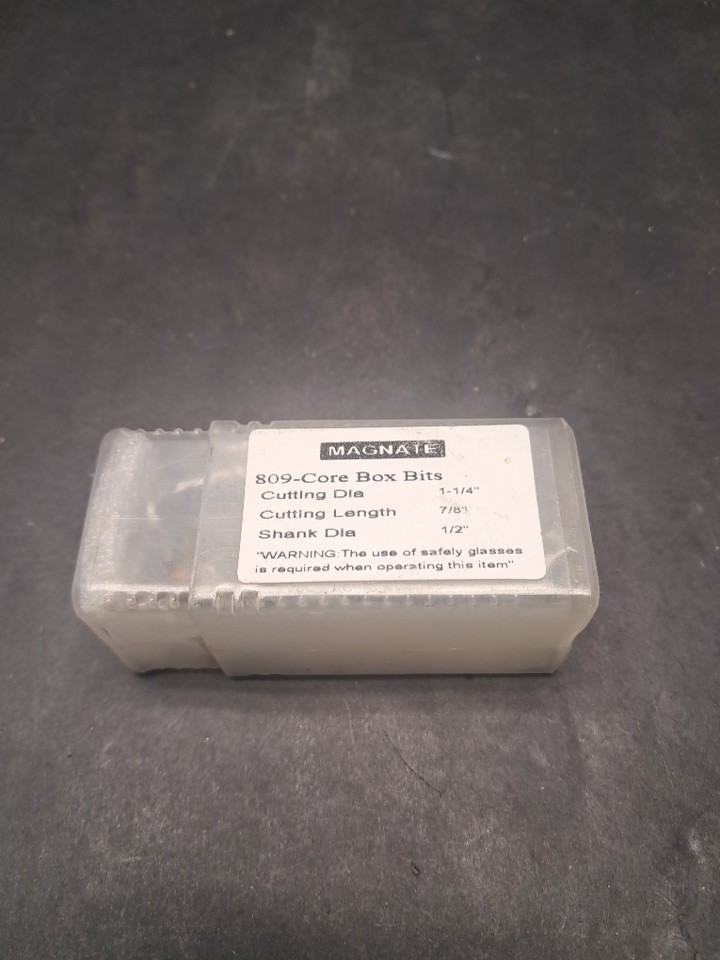 MAGNATE
809-Core Box Bits
Cutting Dia 1-1/4"
Cutting Length 7/8"
Shank Dia 1/2"
"WARNING:The use of safely glasses
is required when operating this item"